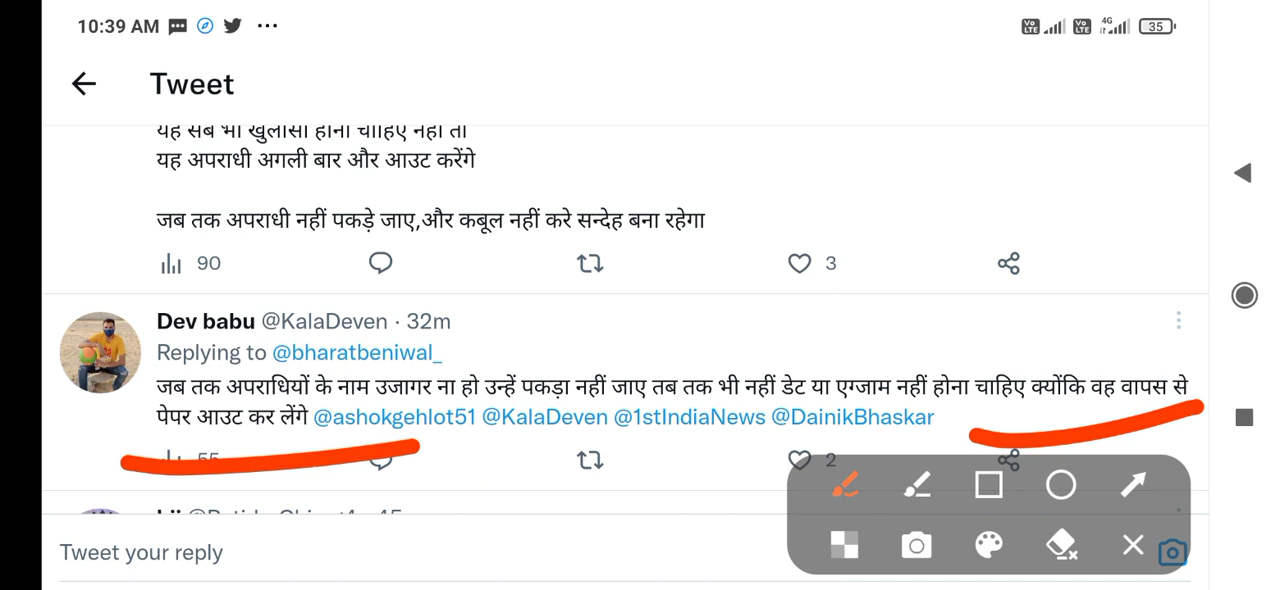 10:39 AM
4G
35
Tweet
यह सब भी खुलासा होना चाहिए नहीं तो
यह अपराधी अगली बार और आउट करेंगे
जब तक अपराधी नहीं पकड़े जाए,और कबूल नहीं करे सन्देह बना रहेगा
90
3
Dev babu @KalaDeven · 32m
Replying to @bharatbeniwal_
जब तक अपराधियों के नाम उजागर ना हो उन्हें पकड़ा नहीं जाए तब तक भी नहीं डेट या एग्जाम नहीं होना चाहिए क्योंकि वह वापस से
पेपर आउट कर लेंगे @ashokgehlot51 @KalaDeven @1stIndiaNews @DainikBhaskar
55
2
Tweet your reply